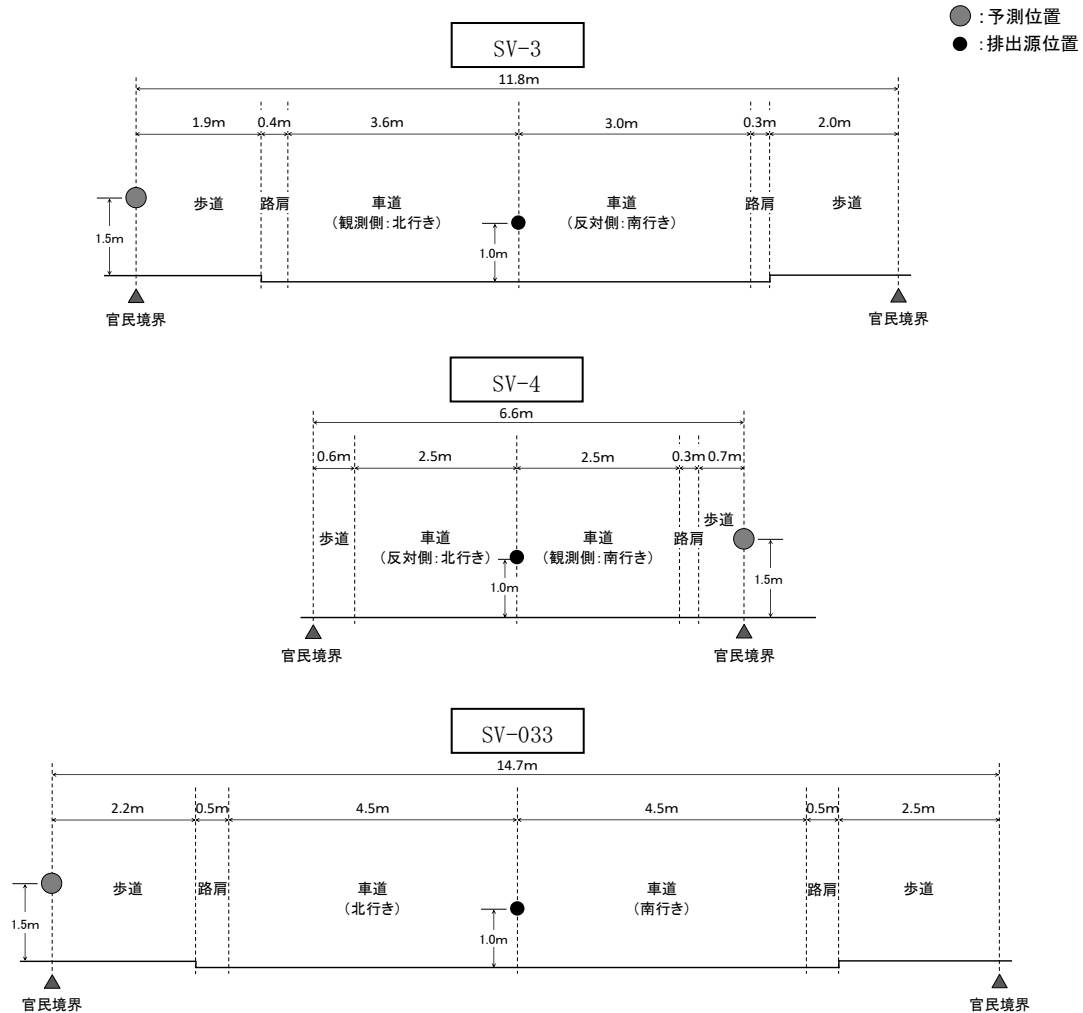 ：予測位置
：排出源位置
SV-3
11.8m
1.9m 0.4m 3.6m 3.0m 0.3m 2.0m
歩道 路肩 車道 車道 路肩 歩道
（観測側：北行き） （反対側：南行き）
1.5m 1.0m
官民境界 官民境界
SV-4
6.6m
0.6m 2.5m 2.5m 0.3m 0.7m
歩道
歩道 車道 車道 路肩
（反対側：北行き） （観測側：南行き）
1.0m 1.5m
官民境界 官民境界
SV-033
14.7m
2.2m 0.5m 4.5m 4.5m 0.5m 2.5m
歩道 路肩 車道 車道 路肩 歩道
（北行き） （南行き）
1.5m 1.0m
官民境界 官民境界